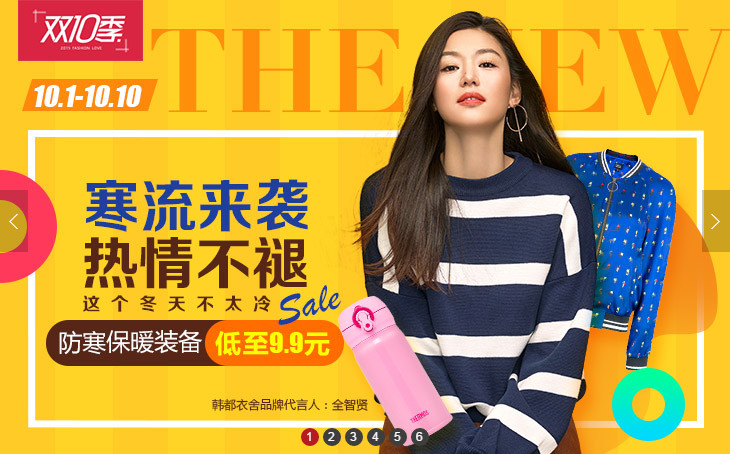 双10季
2015 FASHION LOVE
10.1-10.10
THE NEW
寒流来袭
热情不褪
这个冬天不太冷
Sale
防寒保暖装备 低至9.9元
THERMOS
韩都衣舍品牌代言人：全智贤
1 2 3 4 5 6